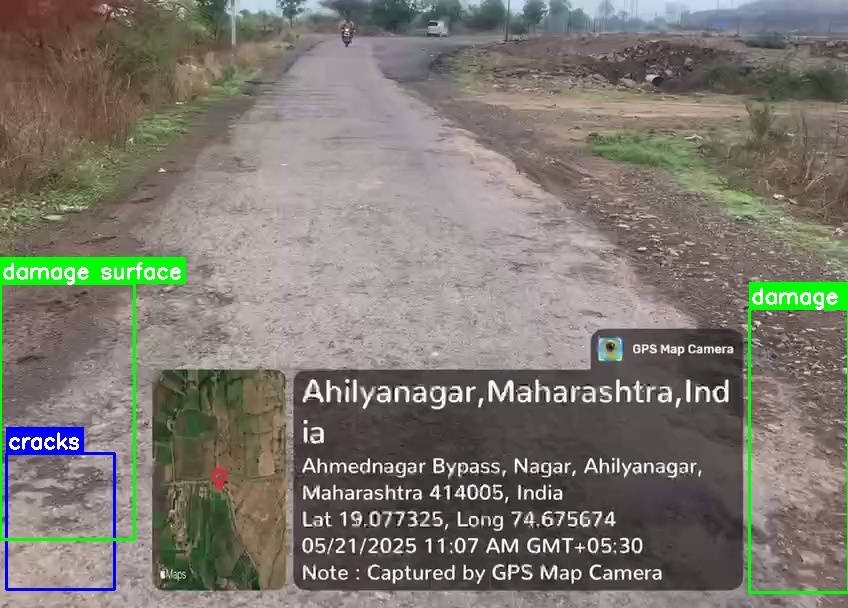 damage surface
damage
GPS Map Camera
Ahilyanagar,Maharashtra,Ind
ia
cracks
Ahmednagar Bypass, Nagar, Ahilyanagar,
Maharashtra 414005, India
Lat 19.077325, Long 74.675674
05/21/2025 11:07 AM GMT+05:30
Note : Captured by GPS Map Camera
Maps